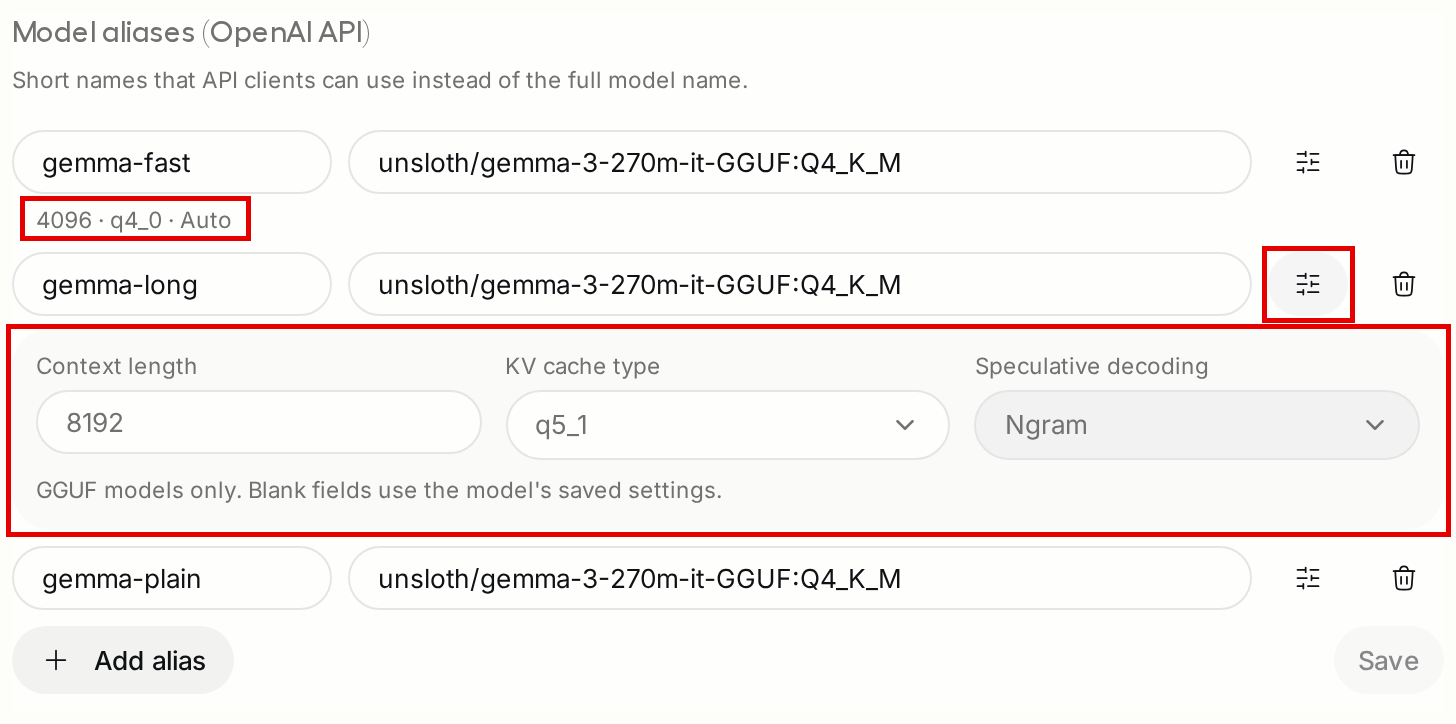 Model aliases (OpenAI API)
Short names that API clients can use instead of the full model name.
gemma-fast unsloth/gemma-3-270m-it-GGUF:Q4_K_M
4096 · q4_0 · Auto
gemma-long unsloth/gemma-3-270m-it-GGUF:Q4_K_M
Context length KV cache type Speculative decoding
8192 q5_1 Ngram
GGUF models only. Blank fields use the model's saved settings.
gemma-plain unsloth/gemma-3-270m-it-GGUF:Q4_K_M
Add alias Save